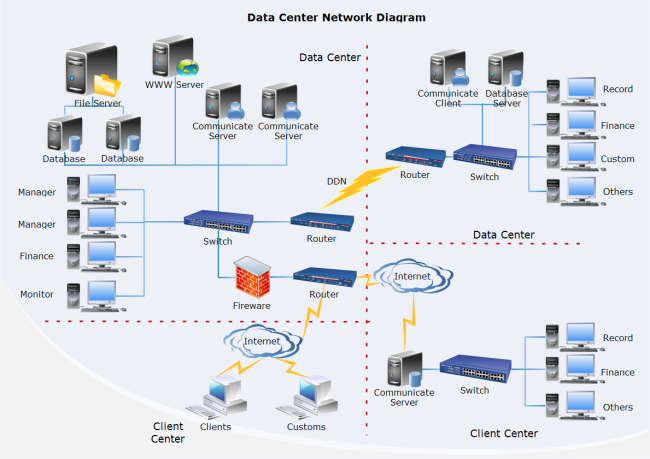 Data Center Network Diagram
Data Center
File Server
WWW Server
Communicate
Server
Communicate
Server
Database
Database
Manager
Manager
Finance
Monitor
Switch
Router
DDN
Fireware
Router
Communicate
Client
Database
Server
Router
Switch
Record
Finance
Custom
Others
Data Center
Internet
Internet
Clients
Customs
Client
Center
Communicate
Server
Switch
Record
Finance
Others
Client Center